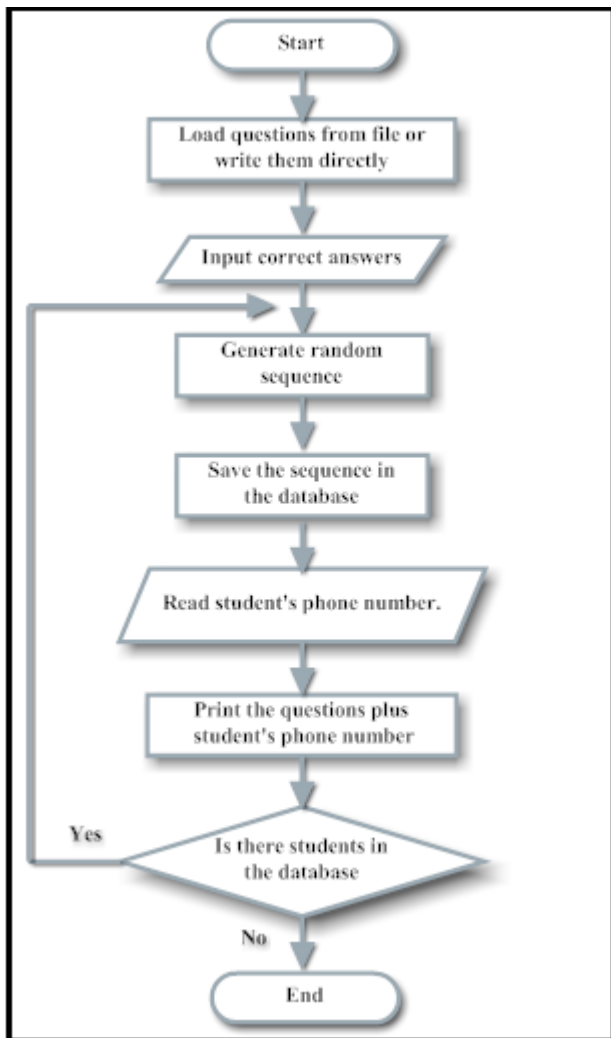 Start
Load questions from file or
write them directly
Input correct answers
Generate random
sequence
Save the sequence in
the database
Read student's phone number.
Print the questions plus
student's phone number
Yes
Is there students in
the database
No
End